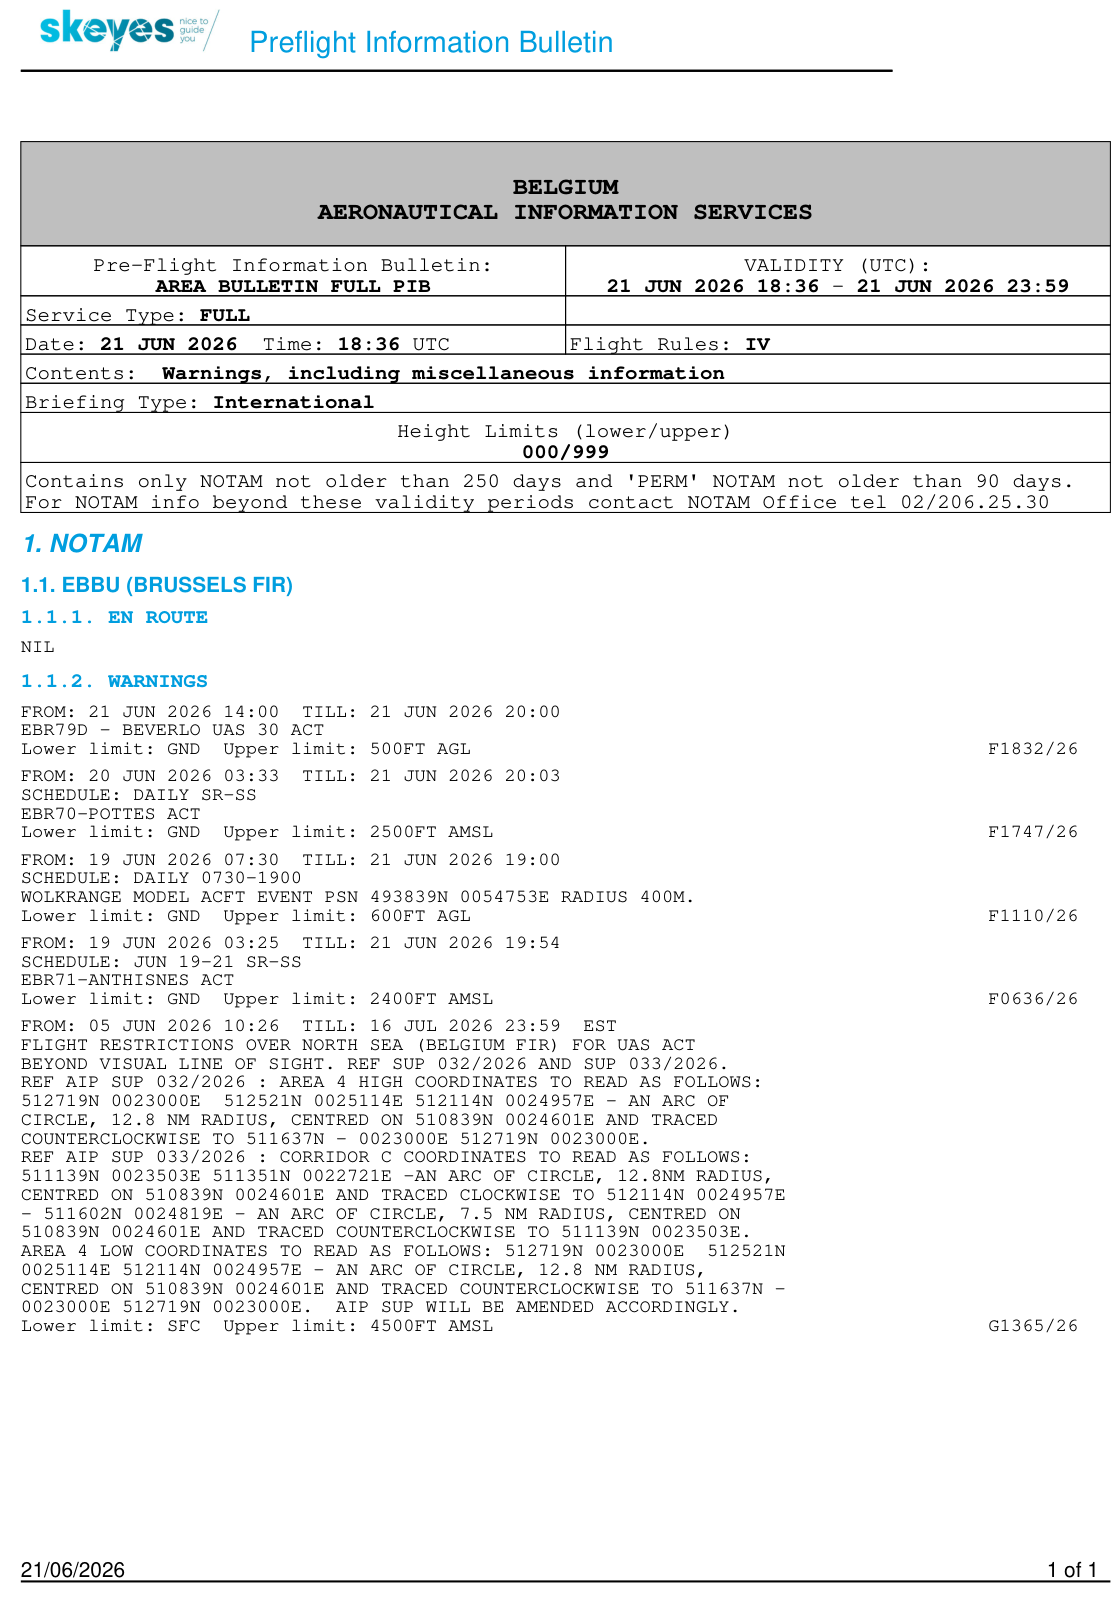 skeyes nice to guide you Preflight Information Bulletin
BELGIUM
AERONAUTICAL INFORMATION SERVICES
Pre-Flight Information Bulletin:
AREA BULLETIN FULL PIB
VALIDITY (UTC):
21 JUN 2026 18:36 - 21 JUN 2026 23:59
Service Type: FULL
Date: 21 JUN 2026 Time: 18:36 UTC
Flight Rules: IV
Contents: Warnings, including miscellaneous information
Briefing Type: International
Height Limits (lower/upper)
000/999
Contains only NOTAM not older than 250 days and 'PERM' NOTAM not older than 90 days.
For NOTAM info beyond these validity periods contact NOTAM Office tel 02/206.25.30
1. NOTAM
1.1. EBBU (BRUSSELS FIR)
1.1.1. EN ROUTE
NIL
1.1.2. WARNINGS
FROM: 21 JUN 2026 14:00 TILL: 21 JUN 2026 20:00
EBR79D - BEVERLO UAS 30 ACT
Lower limit: GND Upper limit: 500FT AGL F1832/26
FROM: 20 JUN 2026 03:33 TILL: 21 JUN 2026 20:03
SCHEDULE: DAILY SR-SS
EBR70-POTTES ACT
Lower limit: GND Upper limit: 2500FT AMSL F1747/26
FROM: 19 JUN 2026 07:30 TILL: 21 JUN 2026 19:00
SCHEDULE: DAILY 0730-1900
WOLKRANGE MODEL ACFT EVENT PSN 493839N 0054753E RADIUS 400M.
Lower limit: GND Upper limit: 600FT AGL F1110/26
FROM: 19 JUN 2026 03:25 TILL: 21 JUN 2026 19:54
SCHEDULE: JUN 19-21 SR-SS
EBR71-ANTHISNES ACT
Lower limit: GND Upper limit: 2400FT AMSL F0636/26
FROM: 05 JUN 2026 10:26 TILL: 16 JUL 2026 23:59 EST
FLIGHT RESTRICTIONS OVER NORTH SEA (BELGIUM FIR) FOR UAS ACT
BEYOND VISUAL LINE OF SIGHT. REF SUP 032/2026 AND SUP 033/2026.
REF AIP SUP 032/2026 : AREA 4 HIGH COORDINATES TO READ AS FOLLOWS:
512719N 0023000E 512521N 0025114E 512114N 0024957E - AN ARC OF
CIRCLE, 12.8 NM RADIUS, CENTRED ON 510839N 0024601E AND TRACED
COUNTERCLOCKWISE TO 511637N - 0023000E 512719N 0023000E.
REF AIP SUP 033/2026 : CORRIDOR C COORDINATES TO READ AS FOLLOWS:
511139N 0023503E 511351N 0022721E -AN ARC OF CIRCLE, 12.8NM RADIUS,
CENTRED ON 510839N 0024601E AND TRACED CLOCKWISE TO 512114N 0024957E
- 511602N 0024819E - AN ARC OF CIRCLE, 7.5 NM RADIUS, CENTRED ON
510839N 0024601E AND TRACED COUNTERCLOCKWISE TO 511139N 0023503E.
AREA 4 LOW COORDINATES TO READ AS FOLLOWS: 512719N 0023000E 512521N
0025114E 512114N 0024957E - AN ARC OF CIRCLE, 12.8 NM RADIUS,
CENTRED ON 510839N 0024601E AND TRACED COUNTERCLOCKWISE TO 511637N -
0023000E 512719N 0023000E. AIP SUP WILL BE AMENDED ACCORDINGLY.
Lower limit: SFC Upper limit: 4500FT AMSL G1365/26
21/06/2026 1 of 1